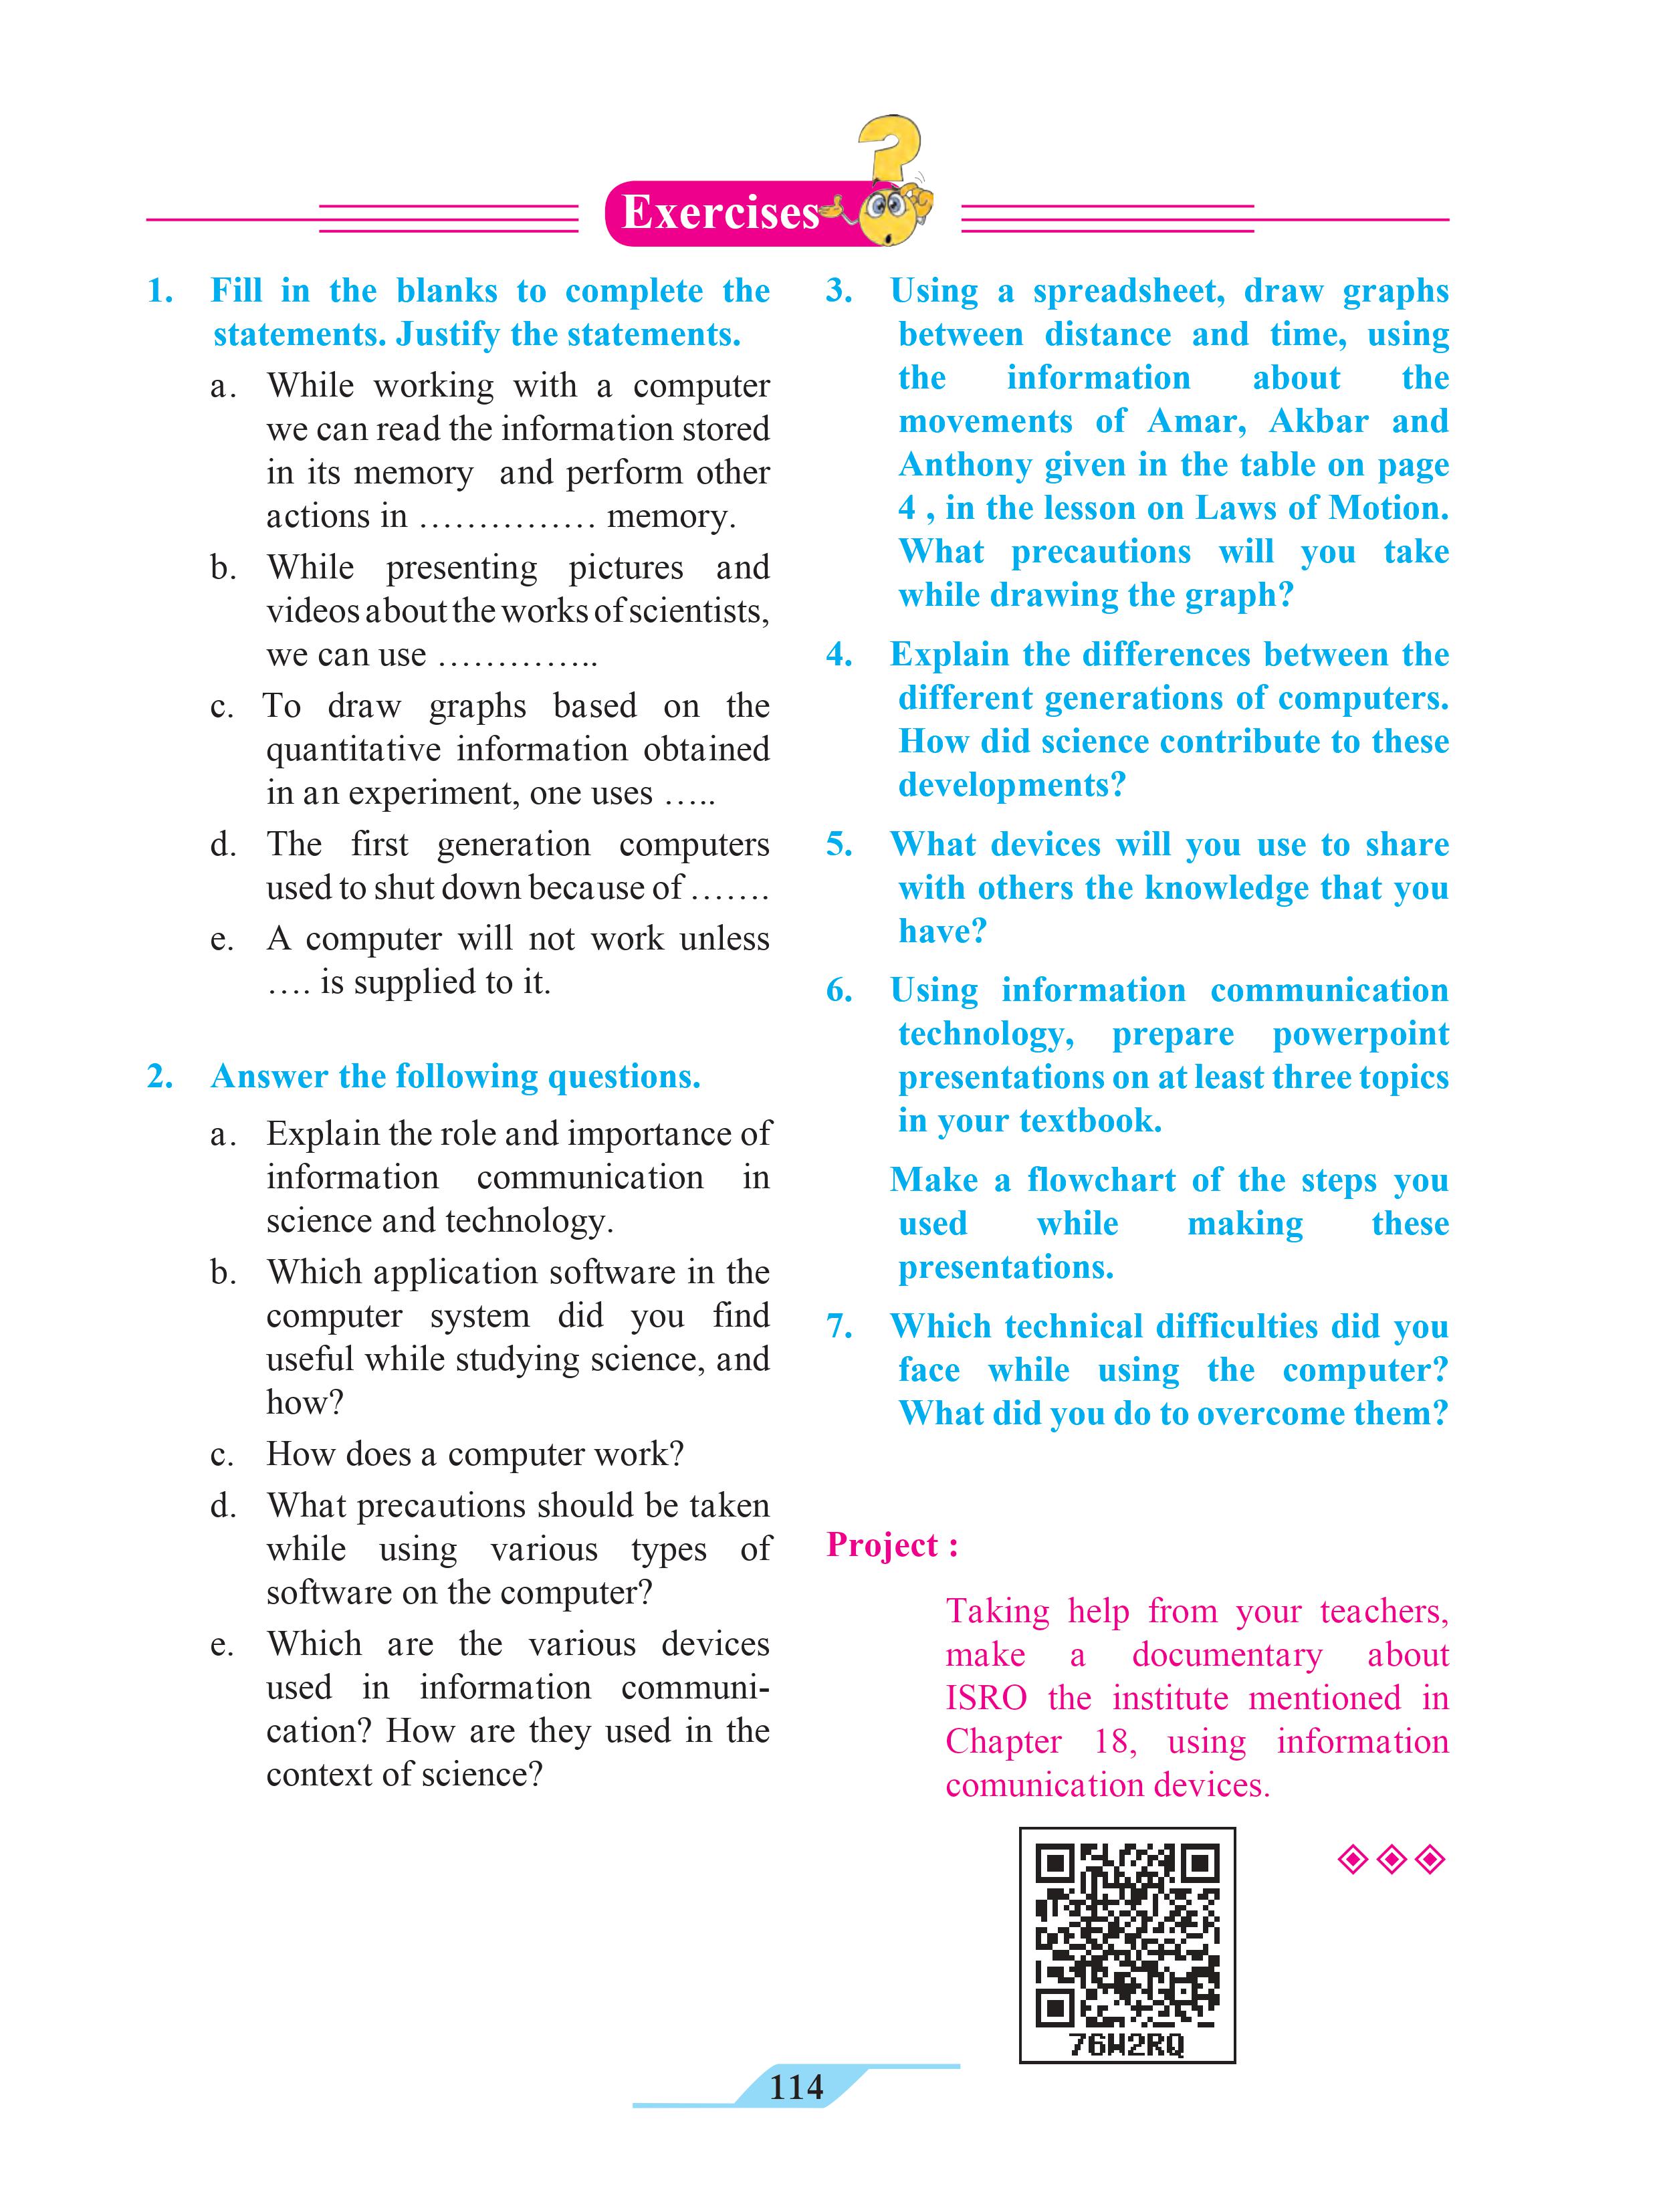 Exercises
1. Fill in the blanks to complete the
statements. Justify the statements.
a. While working with a computer
we can read the information stored
in its memory and perform other
actions in …………… memory.
b. While presenting pictures and
videos about the works of scientists,
we can use …………..
c. To draw graphs based on the
quantitative information obtained
in an experiment, one uses …..
d. The first generation computers
used to shut down because of …….
e. A computer will not work unless
…. is supplied to it.
2. Answer the following questions.
a. Explain the role and importance of
information communication in
science and technology.
b. Which application software in the
computer system did you find
useful while studying science, and
how?
c. How does a computer work?
d. What precautions should be taken
while using various types of
software on the computer?
e. Which are the various devices
used in information communi-
cation? How are they used in the
context of science?
3. Using a spreadsheet, draw graphs
between distance and time, using
the information about the
movements of Amar, Akbar and
Anthony given in the table on page
4 , in the lesson on Laws of Motion.
What precautions will you take
while drawing the graph?
4. Explain the differences between the
different generations of computers.
How did science contribute to these
developments?
5. What devices will you use to share
with others the knowledge that you
have?
6. Using information communication
technology, prepare powerpoint
presentations on at least three topics
in your textbook.
Make a flowchart of the steps you
used while making these
presentations.
7. Which technical difficulties did you
face while using the computer?
What did you do to overcome them?
Project :
Taking help from your teachers,
make a documentary about
ISRO the institute mentioned in
Chapter 18, using information
comunication devices.
76W2RQ
114